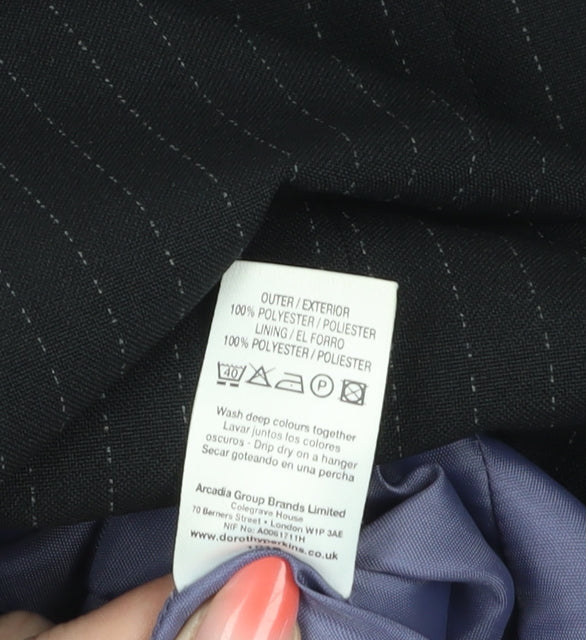 OUTER / EXTERIOR
100% POLYESTER / POLIESTER
LINING / EL FORRO
100% POLYESTER / POLIESTER
40 P
Wash deep colours together
Lavar juntos los colores
oscuros - Drip dry on a hanger
Secar goteando en una percha
Arcadia Group Brands Limited
Colegrave House
70 Berners Street • London W1P 3AE
NIF No: A0061711H
www.dorothyperkins.co.uk